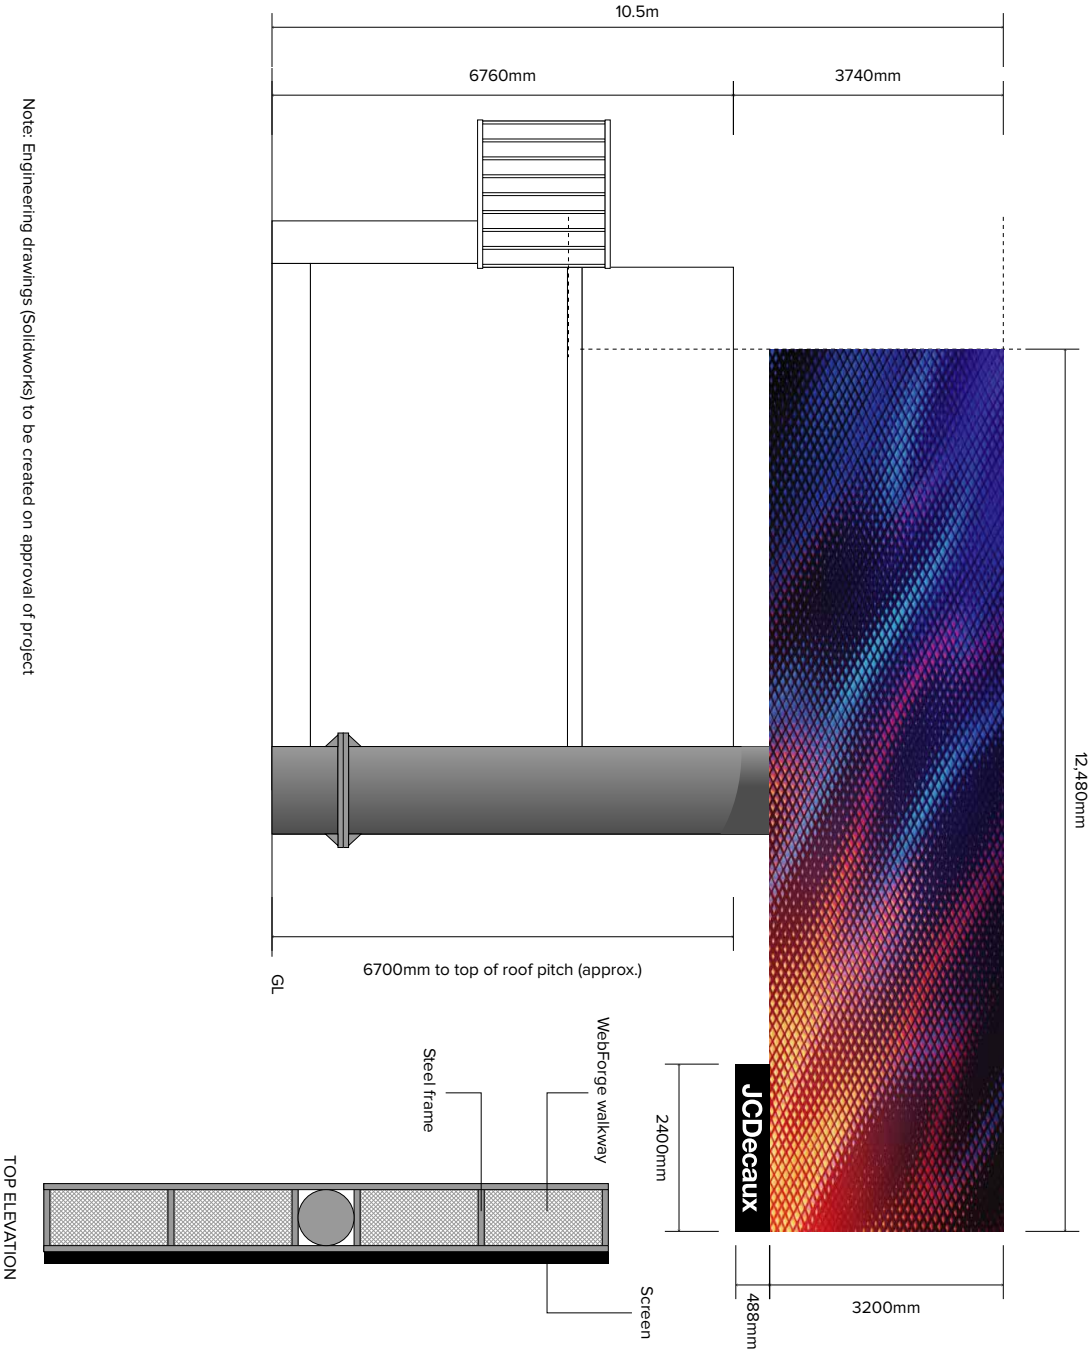 10.5m
6760mm
3740mm
Note: Engineering drawings (Solidworks) to be created on approval of project
12,480mm
6700mm to top of roof pitch (approx.)
GL
WebForge walkway
Steel frame
2400mm
JCDecaux
TOP ELEVATION
Screen
488mm
3200mm